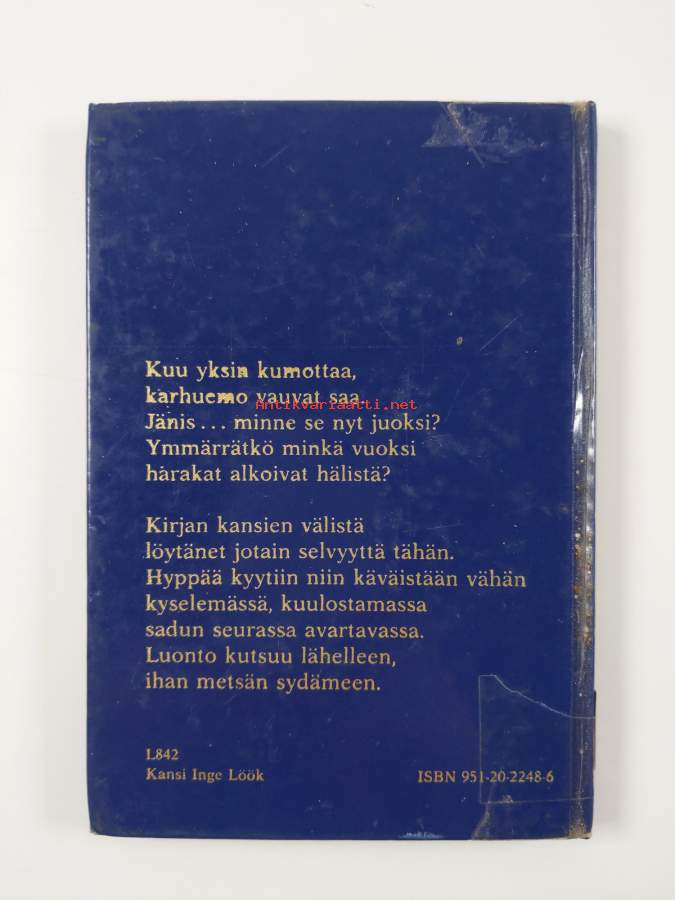 Kuu yksin kumottaa,
karhuemo vauvat saa.
Antikvariaatti.net
Jänis... minne se nyt juoksi?
Ymmärrätkö minkä vuoksi
harakat alkoivat hälistä?
Kirjan kansien välistä
löytänet jotain selvyyttä tähän.
Hyppää kyytiin niin käväistään vähän
kyselemässä, kuulostamassa
sadun seurassa avartavassa.
Luonto kutsuu lähelleen,
ihan metsän sydämeen.
L842
Kansi Inge Löök
ISBN 951-20-2248-6